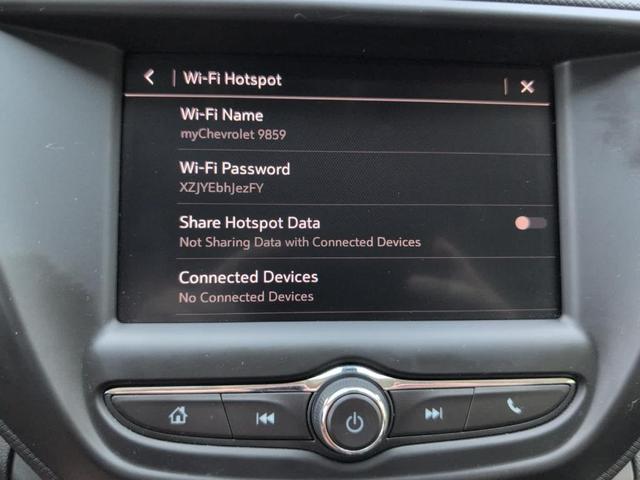 Wi-Fi Hotspot
Wi-Fi Name
myChevrolet 9859
Wi-Fi Password
XZJYEbhJezFY
Share Hotspot Data
Not Sharing Data with Connected Devices
Connected Devices
No Connected Devices